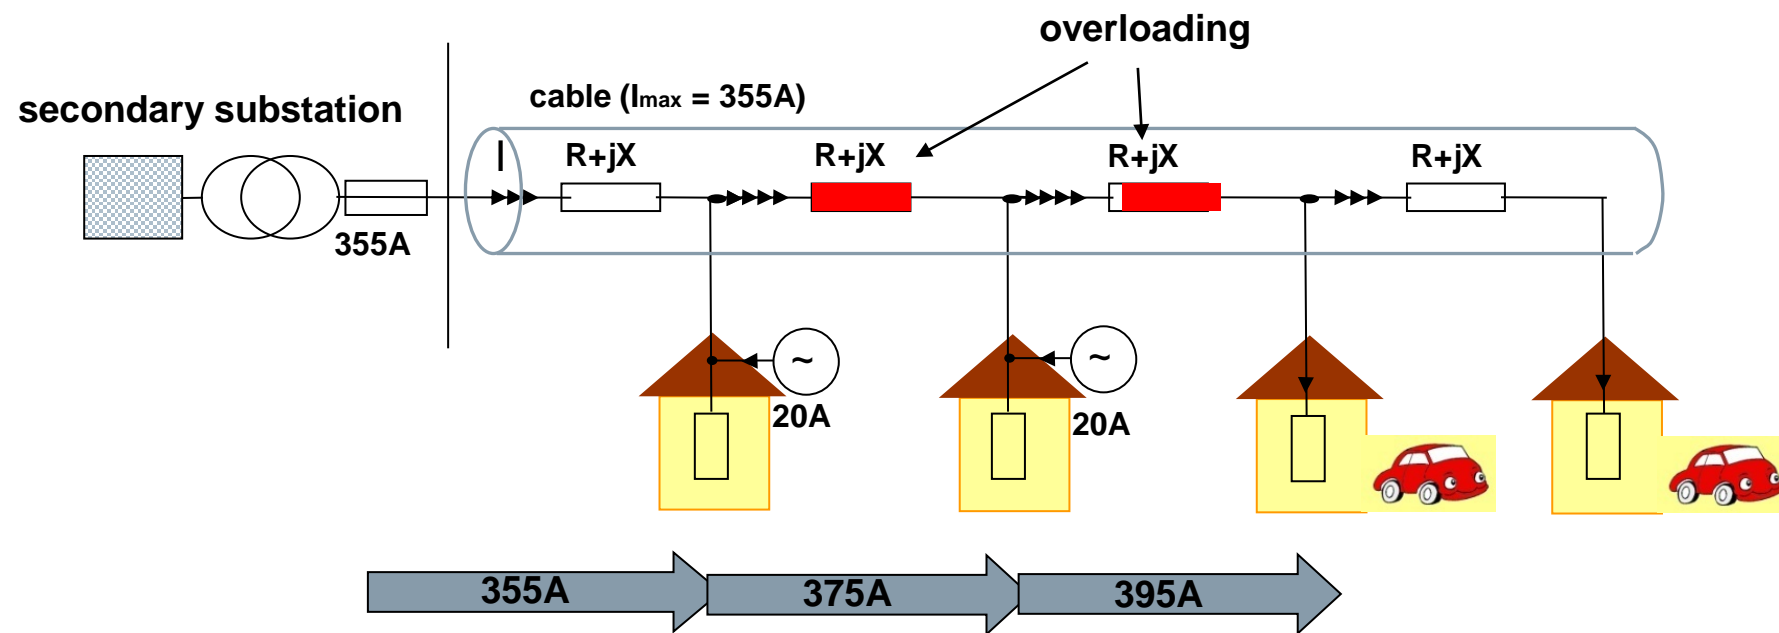 overloading
secondary substation
cable (Imax = 355A)
I
R+jX
R+jX
R+jX
R+jX
355A
~
~
20A
20A
355A
375A
395A